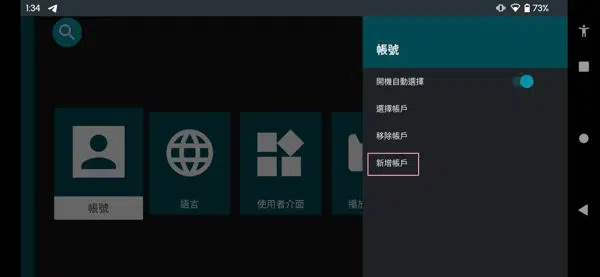 1:34
73%
帳號
開機自動選擇
選擇帳戶
移除帳戶
新增帳戶
帳號
語言
使用者介面
播放